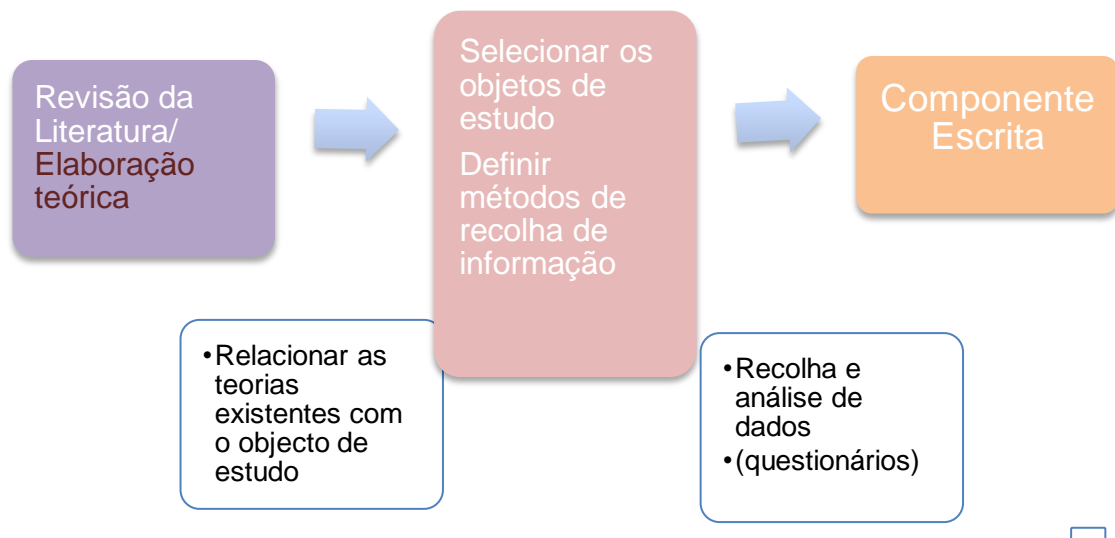 Revisão da
Literatura/
Elaboração
teórica
Selecionar os
objetos de
estudo
Definir
métodos de
recolha de
informação
Componente
Escrita
•Relacionar as
teorias
existentes com
o objecto de
estudo
•Recolha e
análise de
dados
•(questionários)